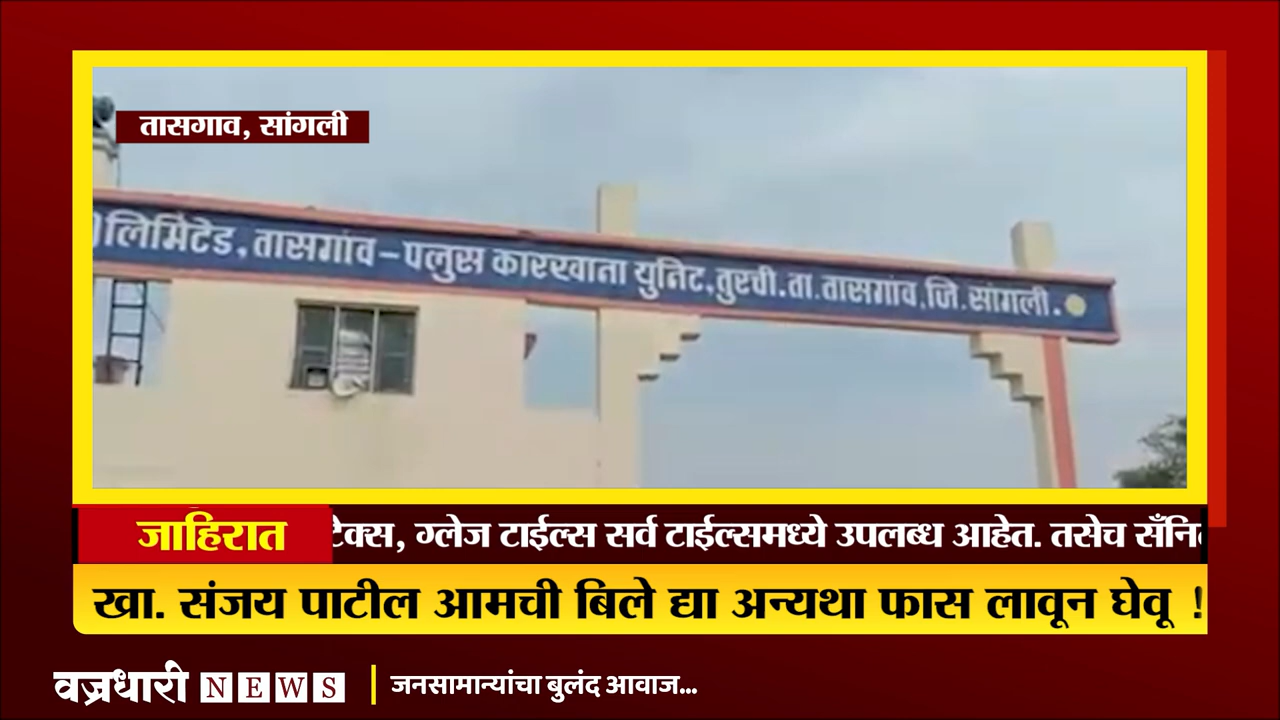 तासगाव, सांगली
)लिमिटेड, तासगांव-पलुस कारखाना युनिट, तुरची. ता. तासगांव, जि. सांगली.
जाहिरात
टेक्स, ग्लेज टाईल्स सर्व टाईल्समध्ये उपलब्ध आहेत. तसेच
खा. संजय पाटील आमची बिले द्या अन्यथा फास लावून घेवू !
वज्रधारी NEWS
जनसामान्यांचा बुलंद आवाज...